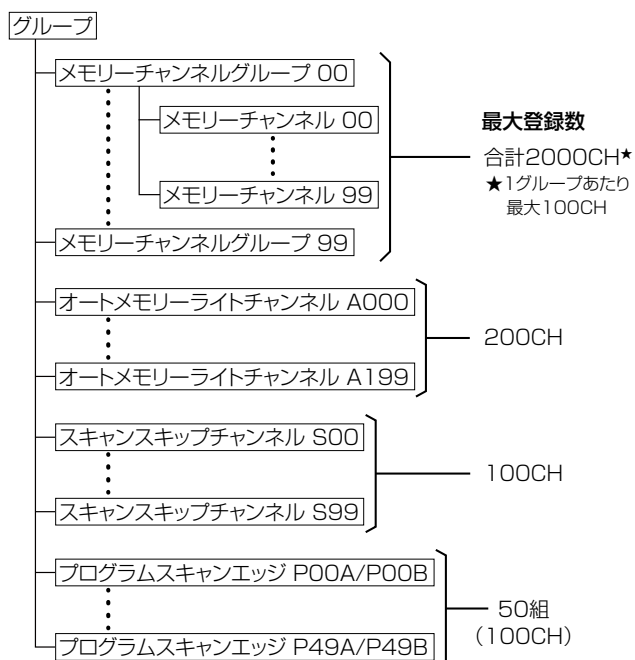 グループ
メモリーチャンネルグループ 00
メモリーチャンネル 00
メモリーチャンネル 99
メモリーチャンネルグループ 99
最大登録数
合計2000CH★
★1グループあたり
最大100CH
オートメモリーライトチャンネル A000
オートメモリーライトチャンネル A199
200CH
スキャンスキップチャンネル S00
スキャンスキップチャンネル S99
100CH
プログラムスキャンエッジ P00A/P00B
プログラムスキャンエッジ P49A/P49B
50組
（100CH）